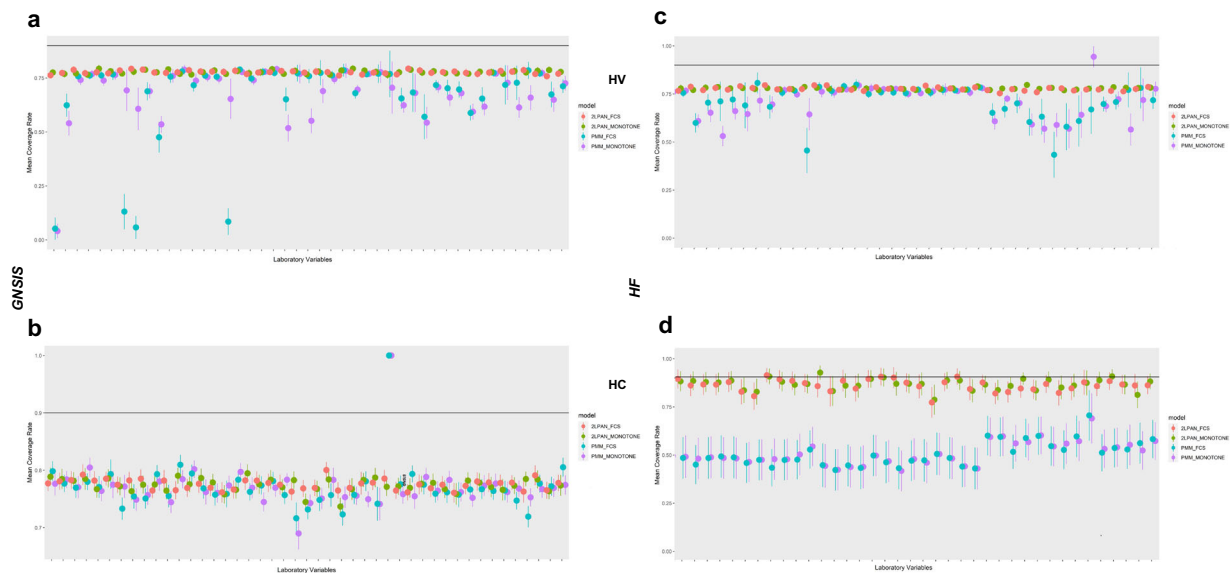 a
Mean Coverage Rate
0.75
0.50
0.25
0.00
Laboratory Variables
model
2LPAN_FCS
2LPAN_MONOTONE
PMM_FCS
PMM_MONOTONE
HV
c
Mean Coverage Rate
1.00
0.75
0.50
0.25
0.00
Laboratory Variables
model
2LPAN_FCS
2LPAN_MONOTONE
PMM_FCS
PMM_MONOTONE
GNSIS
HF
b
Mean Coverage Rate
1.0
0.9
0.8
0.7
Laboratory Variables
model
2LPAN_FCS
2LPAN_MONOTONE
PMM_FCS
PMM_MONOTONE
HC
d
Mean Coverage Rate
1.00
0.75
0.50
0.25
0.00
Laboratory Variables
model
2LPAN_FCS
2LPAN_MONOTONE
PMM_FCS
PMM_MONOTONE